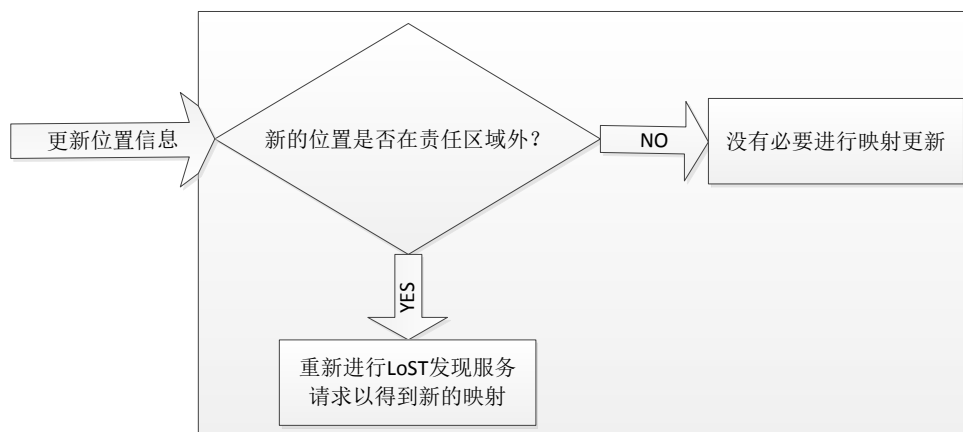 更新位置信息
新的位置是否在责任区域外？
NO
没有必要进行映射更新
YES
重新进行LoST发现服务
请求以得到新的映射